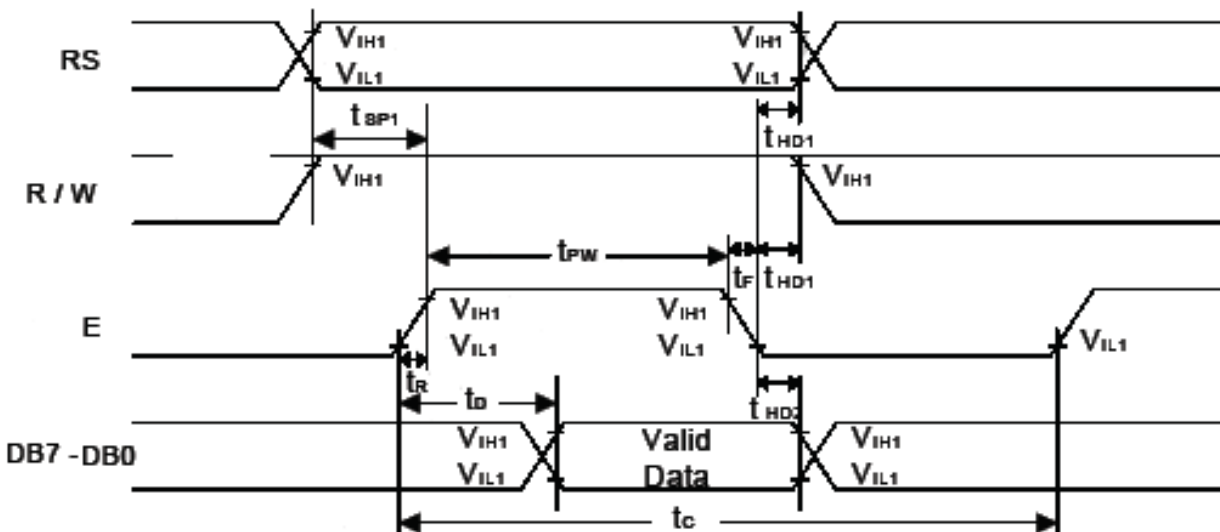 RS
VIH1 VIH1
VIL1 VIL1
tSP1
tHD1
R / W
VIH1 VIH1
tPW
tF tHD1
E
VIH1 VIH1
VIL1 VIL1 VIL1
tR
tD
tHD2
DB7 -DB0
VIH1 Valid VIH1
VIL1 Data VIL1
tC